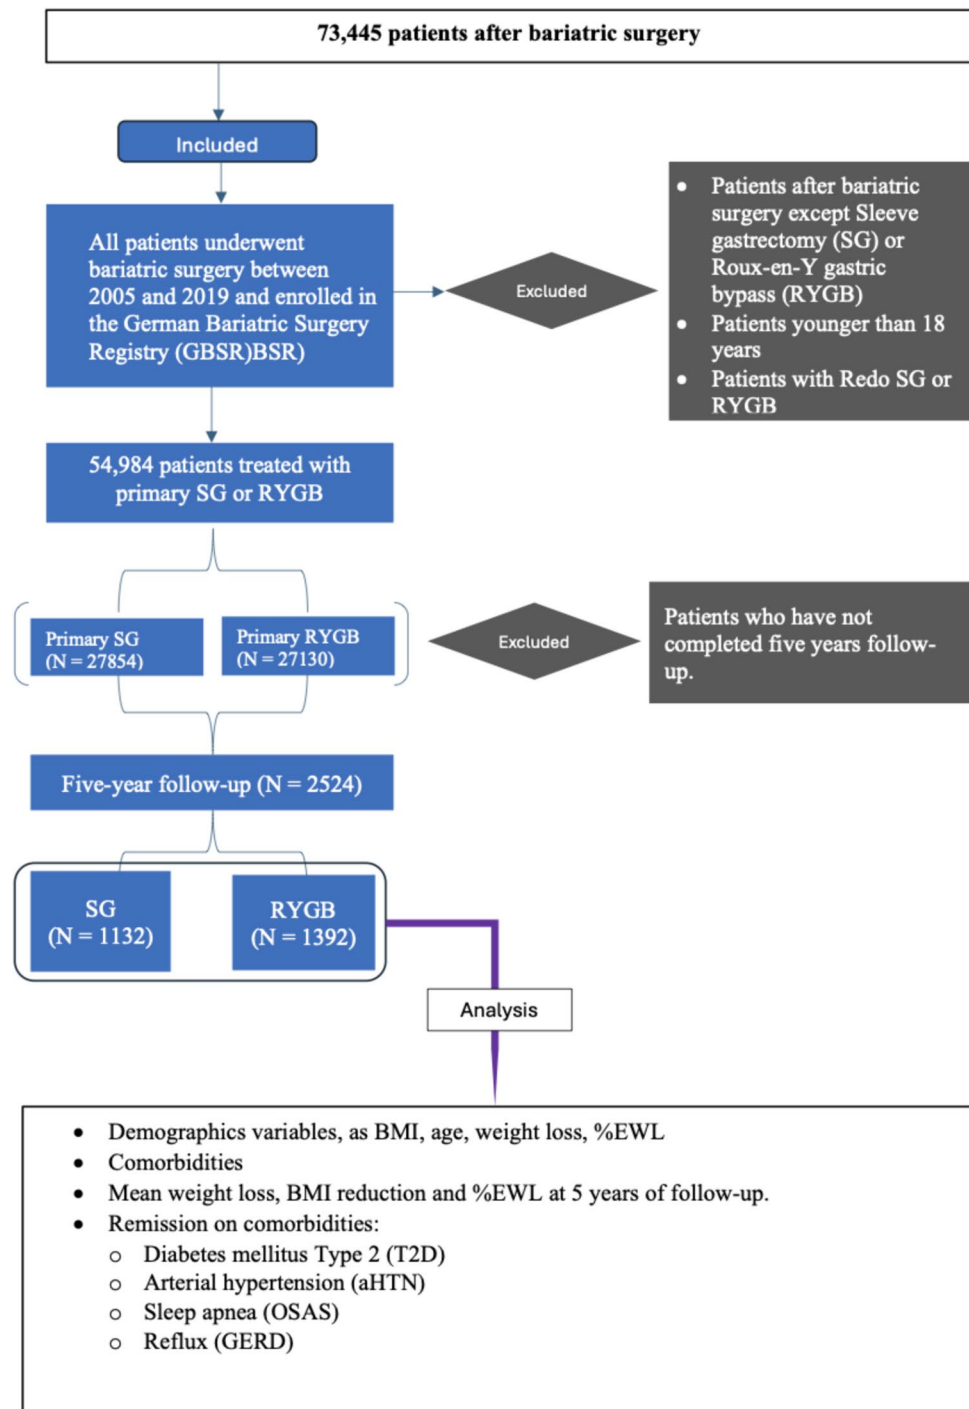 73,445 patients after bariatric surgery
Included
All patients underwent
bariatric surgery between
2005 and 2019 and enrolled in
the German Bariatric Surgery
Registry (GBSR)BSR)
Excluded
• Patients after bariatric
surgery except Sleeve
gastrectomy (SG) or
Roux-en-Y gastric
bypass (RYGB)
• Patients younger than 18
years
• Patients with Redo SG or
RYGB
54,984 patients treated with
primary SG or RYGB
Primary SG
(N = 27854)
Primary RYGB
(N = 27130)
Excluded
Patients who have not
completed five years follow-
up.
Five-year follow-up (N = 2524)
SG
(N = 1132)
RYGB
(N = 1392)
Analysis
• Demographics variables, as BMI, age, weight loss, %EWL
• Comorbidities
• Mean weight loss, BMI reduction and %EWL at 5 years of follow-up.
• Remission on comorbidities:
o Diabetes mellitus Type 2 (T2D)
o Arterial hypertension (aHTN)
o Sleep apnea (OSAS)
o Reflux (GERD)